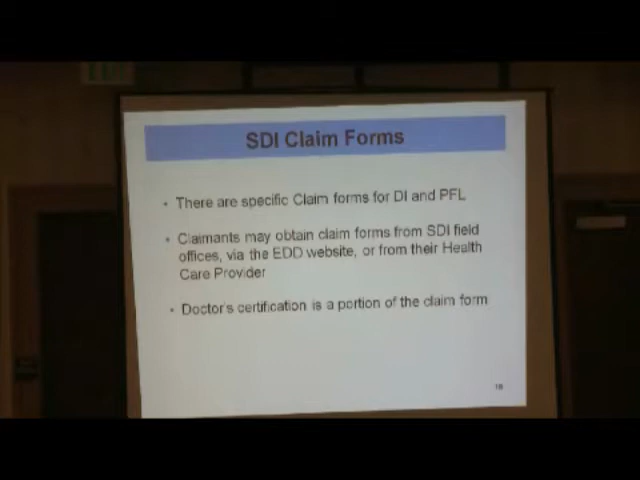 SDI Claim Forms
• There are specific Claim forms for DI and PFL
• Claimants may obtain claim forms from SDI field
offices, via the EDD website, or from their Health
Care Provider
• Doctor's certification is a portion of the claim form